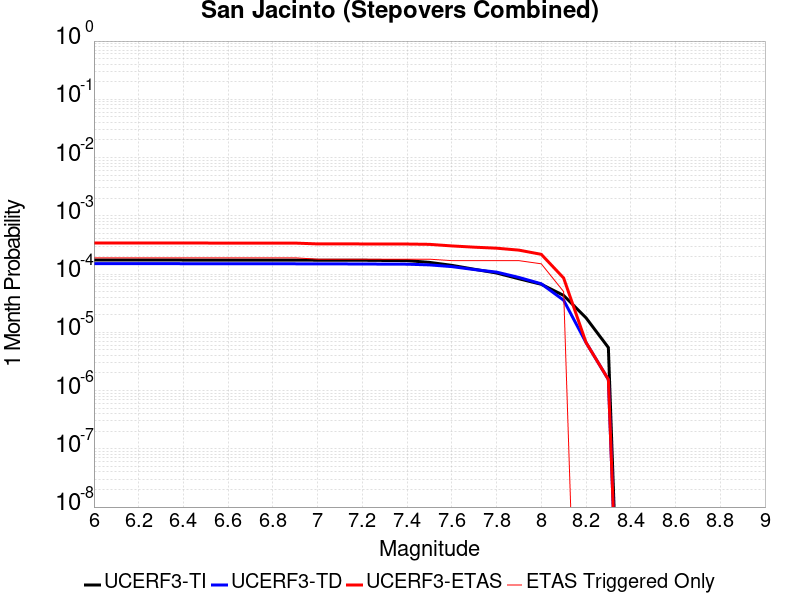 San Jacinto (Stepovers Combined)
10^0
10^-1
10^-2
10^-3
10^-4
10^-5
10^-6
10^-7
10^-8
1 Month Probability
6 6.2 6.4 6.6 6.8 7 7.2 7.4 7.6 7.8 8 8.2 8.4 8.6 8.8 9
Magnitude
UCERF3-TI UCERF3-TD UCERF3-ETAS ETAS Triggered Only